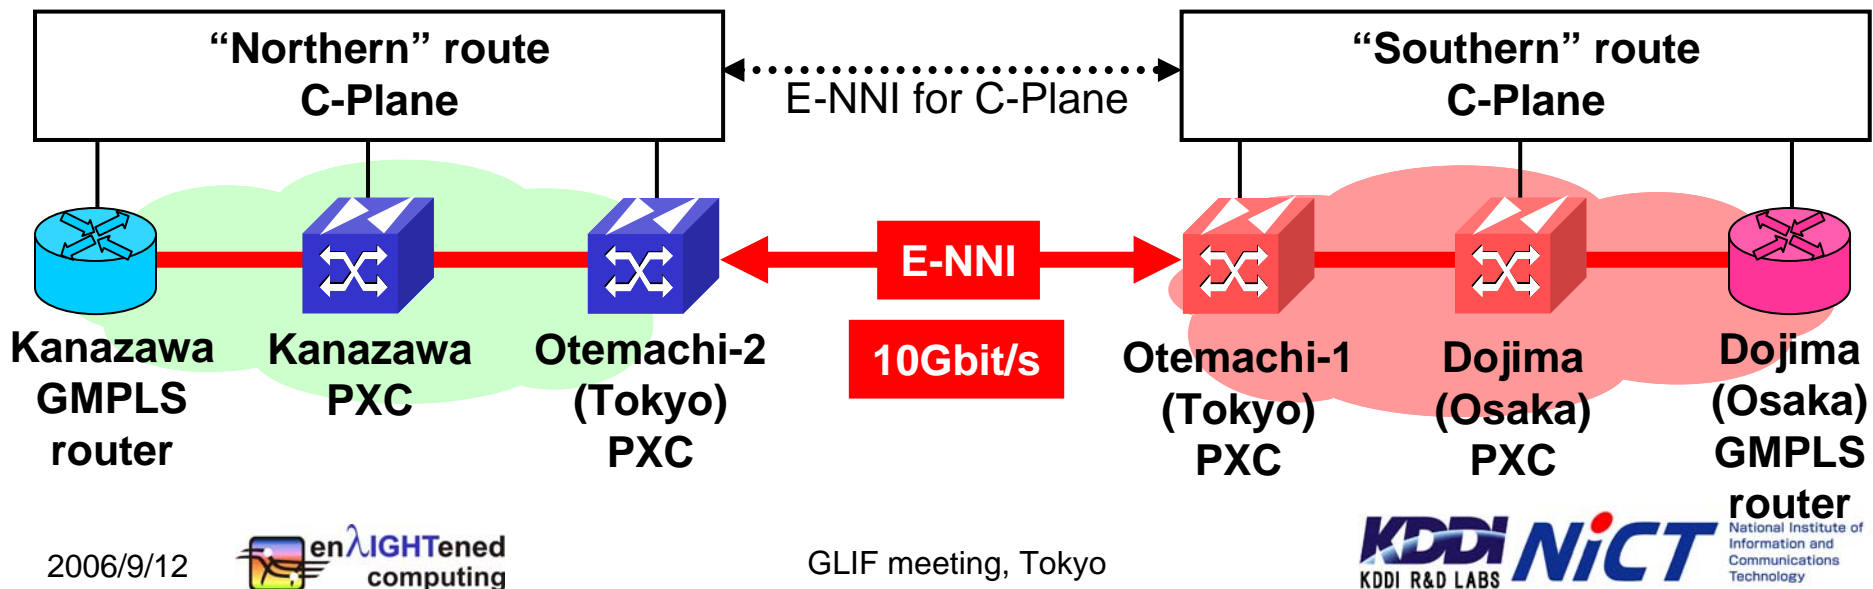 “Northern” route
C-Plane
E-NNI for C-Plane
“Southern” route
C-Plane
E-NNI
10Gbit/s
Kanazawa
GMPLS
router
Kanazawa
PXC
Otemachi-2
(Tokyo)
PXC
Otemachi-1
(Tokyo)
PXC
Dojima
(Osaka)
PXC
Dojima
(Osaka)
GMPLS
router
2006/9/12
enλIGHTened
computing
GLIF meeting, Tokyo
KDDI
KDDI R&D LABS
NiCT
National Institute of
Information and
Communications
Technology